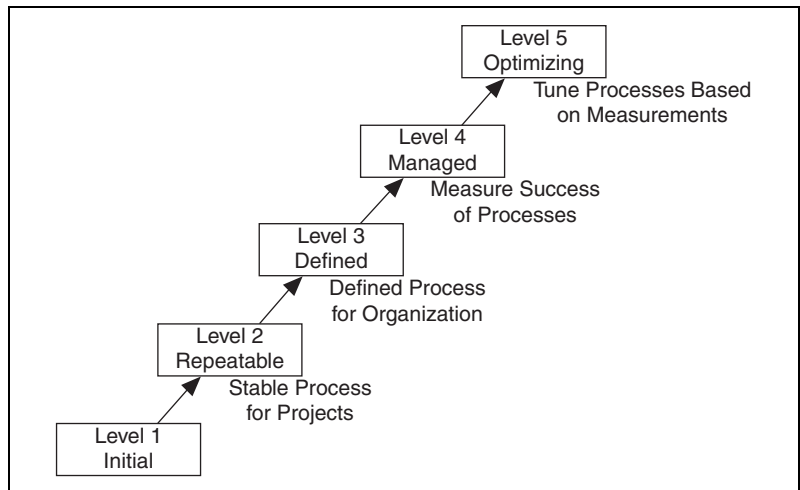 Level 5
Optimizing
Tune Processes Based
on Measurements
Level 4
Managed
Measure Success
of Processes
Level 3
Defined
Defined Process
for Organization
Level 2
Repeatable
Stable Process
for Projects
Level 1
Initial